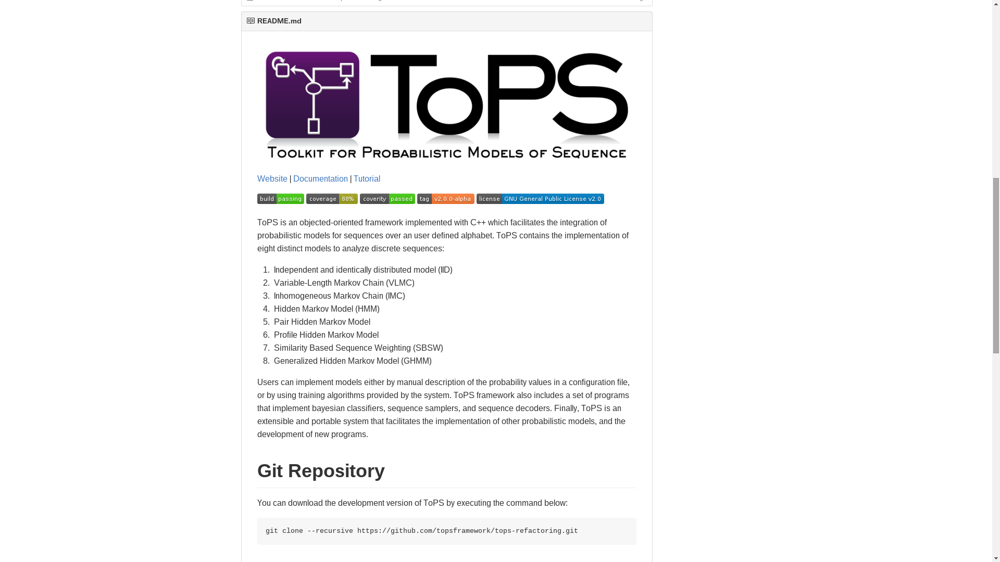 README.md
ToPS
Toolkit for Probabilistic Models of Sequence
Website | Documentation | Tutorial
build passing coverage 88% coverity passed tag v2.0.0-alpha license GNU General Public License v2.0
ToPS is an objected-oriented framework implemented with C++ which facilitates the integration of
probabilistic models for sequences over an user defined alphabet. ToPS contains the implementation of
eight distinct models to analyze discrete sequences:
1. Independent and identically distributed model (IID)
2. Variable-Length Markov Chain (VLMC)
3. Inhomogeneous Markov Chain (IMC)
4. Hidden Markov Model (HMM)
5. Pair Hidden Markov Model
6. Profile Hidden Markov Model
7. Similarity Based Sequence Weighting (SBSW)
8. Generalized Hidden Markov Model (GHMM)
Users can implement models either by manual description of the probability values in a configuration file,
or by using training algorithms provided by the system. ToPS framework also includes a set of programs
that implement bayesian classifiers, sequence samplers, and sequence decoders. Finally, ToPS is an
extensible and portable system that facilitates the implementation of other probabilistic models, and the
development of new programs.
Git Repository
You can download the development version of ToPS by executing the command below:
git clone --recursive https://github.com/topsframework/tops-refactoring.git